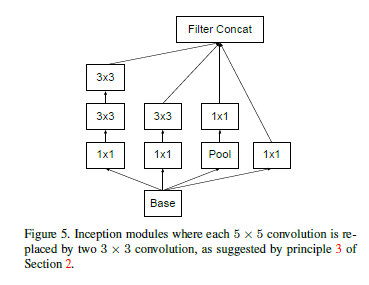 Filter Concat
3x3
3x3 3x3 1x1
1x1 1x1 Pool 1x1
Base
Figure 5. Inception modules where each 5 × 5 convolution is re-
placed by two 3 × 3 convolution, as suggested by principle 3 of
Section 2.